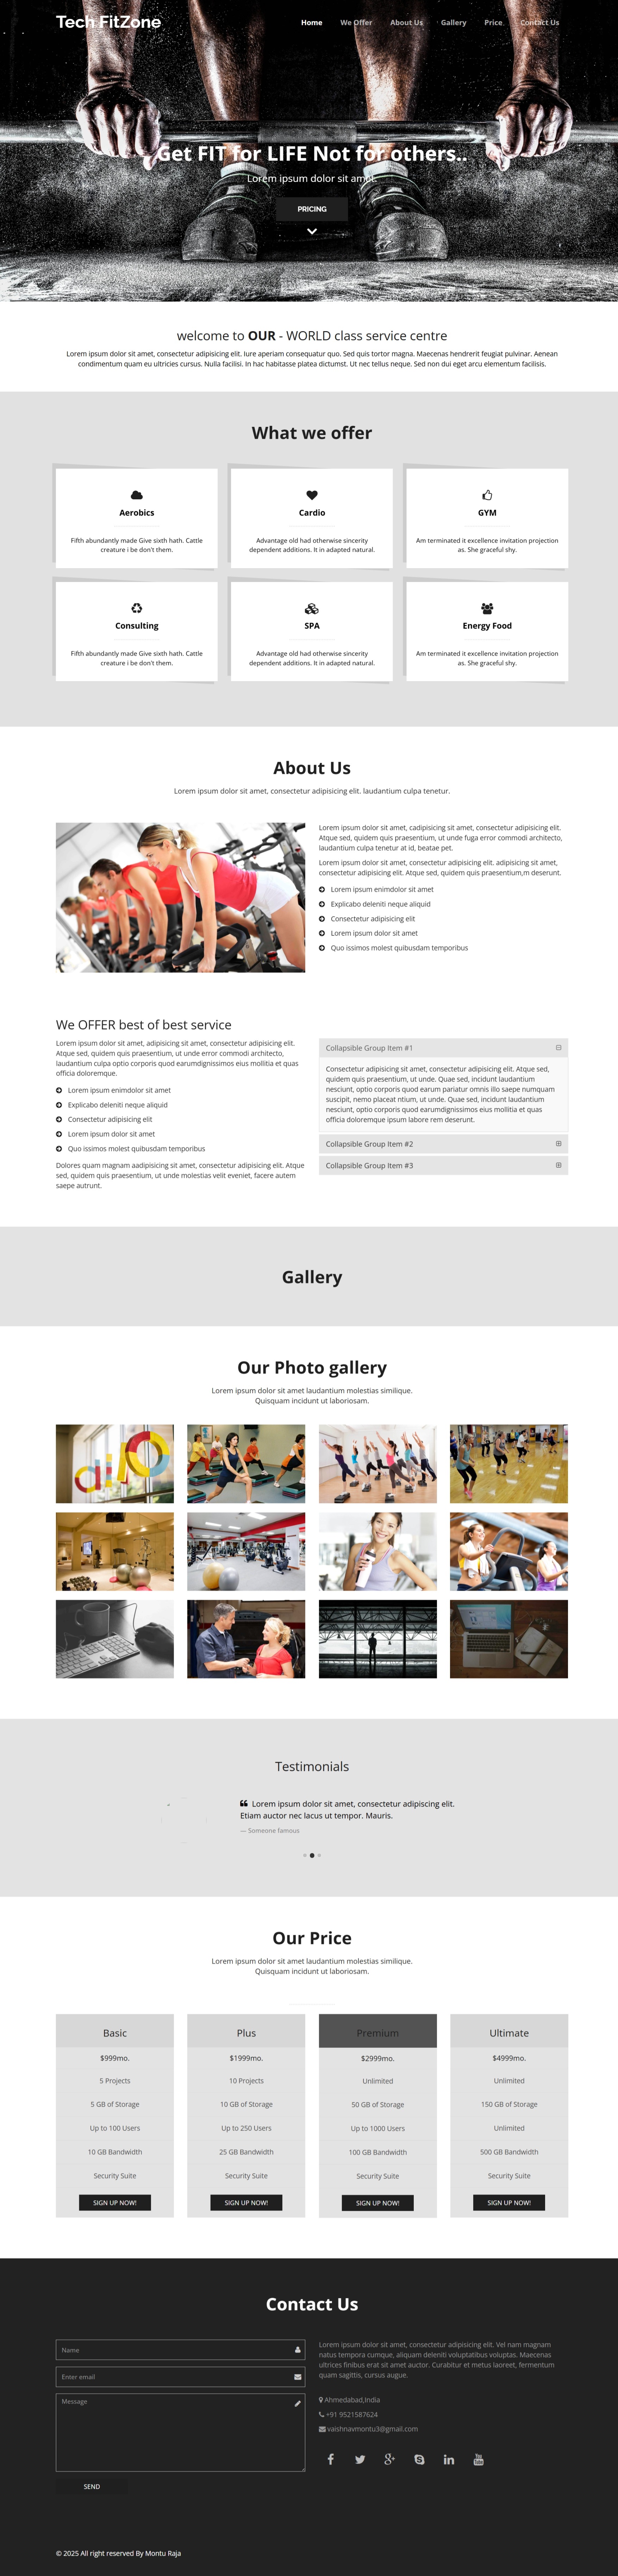 Tech FitZone
Home We Offer About Us Gallery Price Contact Us
Get FIT for LIFE Not for others..
Lorem ipsum dolor sit amet.
PRICING
welcome to OUR - WORLD class service centre
Lorem ipsum dolor sit amet, consectetur adipisicing elit. Iure aperiam consequatur quo. Sed quis tortor magna. Maecenas hendrerit feugiat pulvinar. Aenean
condimentum quam eu ultricies cursus. Nulla facilisi. In hac habitasse platea dictumst. Ut nec tellus neque. Sed non dui eget arcu elementum facilisis.
What we offer
Aerobics
Fifth abundantly made Give sixth hath. Cattle
creature i be don't them.
Cardio
Advantage old had otherwise sincerity
dependent additions. It in adapted natural.
GYM
Am terminated it excellence invitation projection
as. She graceful shy.
Consulting
Fifth abundantly made Give sixth hath. Cattle
creature i be don't them.
SPA
Advantage old had otherwise sincerity
dependent additions. It in adapted natural.
Energy Food
Am terminated it excellence invitation projection
as. She graceful shy.
About Us
Lorem ipsum dolor sit amet, consectetur adipisicing elit. laudantium culpa tenetur.
Lorem ipsum dolor sit amet, cadipisicing sit amet, consectetur adipisicing elit.
Atque sed, quidem quis praesentium, ut unde fuga error commodi architecto,
laudantium culpa tenetur at id, beatae pet.
Lorem ipsum dolor sit amet, consectetur adipisicing elit. adipisicing sit amet,
consectetur adipisicing elit. Atque sed, quidem quis praesentium,m deserunt.
Lorem ipsum enimdolor sit amet
Explicabo deleniti neque aliquid
Consectetur adipisicing elit
Lorem ipsum dolor sit amet
Quo issimos molest quibusdam temporibus
We OFFER best of best service
Lorem ipsum dolor sit amet, adipisicing sit amet, consectetur adipisicing elit.
Atque sed, quidem quis praesentium, ut unde error commodi architecto,
laudantium culpa optio corporis quod earumdignissimos eius mollitia et quas
officia doloremque.
Lorem ipsum enimdolor sit amet
Explicabo deleniti neque aliquid
Consectetur adipisicing elit
Lorem ipsum dolor sit amet
Quo issimos molest quibusdam temporibus
Dolores quam magnam aadipisicing sit amet, consectetur adipisicing elit. Atque
sed, quidem quis praesentium, ut unde molestias velit eveniet, facere autem
saepe autrunt.
Collapsible Group Item #1
Consectetur adipisicing sit amet, consectetur adipisicing elit. Atque sed,
quidem quis praesentium, ut unde. Quae sed, incidunt laudantium
nesciunt, optio corporis quod earum pariatur omnis illo saepe numquam
suscipit, nemo placeat ntium, ut unde. Quae sed, incidunt laudantium
nesciunt, optio corporis quod earumdignissimos eius mollitia et quas
officia doloremque ipsum labore rem deserunt.
Collapsible Group Item #2
Collapsible Group Item #3
Gallery
Our Photo gallery
Lorem ipsum dolor sit amet laudantium molestias similique.
Quisquam incidunt ut laboriosam.
Testimonials
Lorem ipsum dolor sit amet, consectetur adipiscing elit.
Etiam auctor nec lacus ut tempor. Mauris.
— Someone famous
Our Price
Lorem ipsum dolor sit amet laudantium molestias similique.
Quisquam incidunt ut laboriosam.
Basic
$999mo.
5 Projects
5 GB of Storage
Up to 100 Users
10 GB Bandwidth
Security Suite
SIGN UP NOW!
Plus
$1999mo.
10 Projects
10 GB of Storage
Up to 250 Users
25 GB Bandwidth
Security Suite
SIGN UP NOW!
Premium
$2999mo.
Unlimited
50 GB of Storage
Up to 1000 Users
100 GB Bandwidth
Security Suite
SIGN UP NOW!
Ultimate
$4999mo.
Unlimited
150 GB of Storage
Unlimited
500 GB Bandwidth
Security Suite
SIGN UP NOW!
Contact Us
Name
Enter email
Message
SEND
Lorem ipsum dolor sit amet, consectetur adipisicing elit. Vel nam magnam
natus tempora cumque, aliquam deleniti voluptatibus voluptas. Maecenas
ultrices finibus erat sit amet auctor. Curabitur et metus laoreet, fermentum
quam sagittis, cursus augue.
Ahmedabad,India
+91 9521587624
vaishnavmontu3@gmail.com
© 2025 All right reserved By Montu Raja